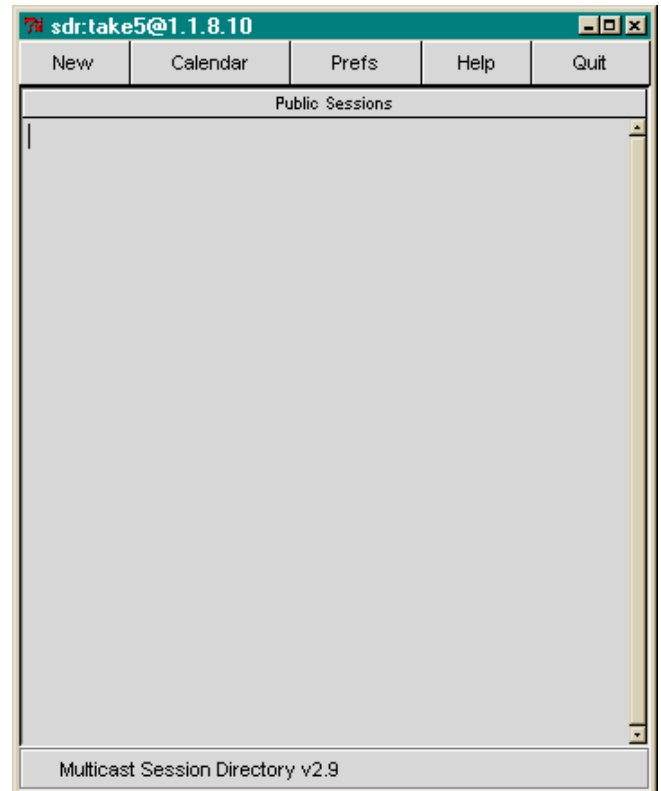 sdr:take5@1.1.8.10
New Calendar Prefs Help Quit
Public Sessions
Multicast Session Directory v2.9